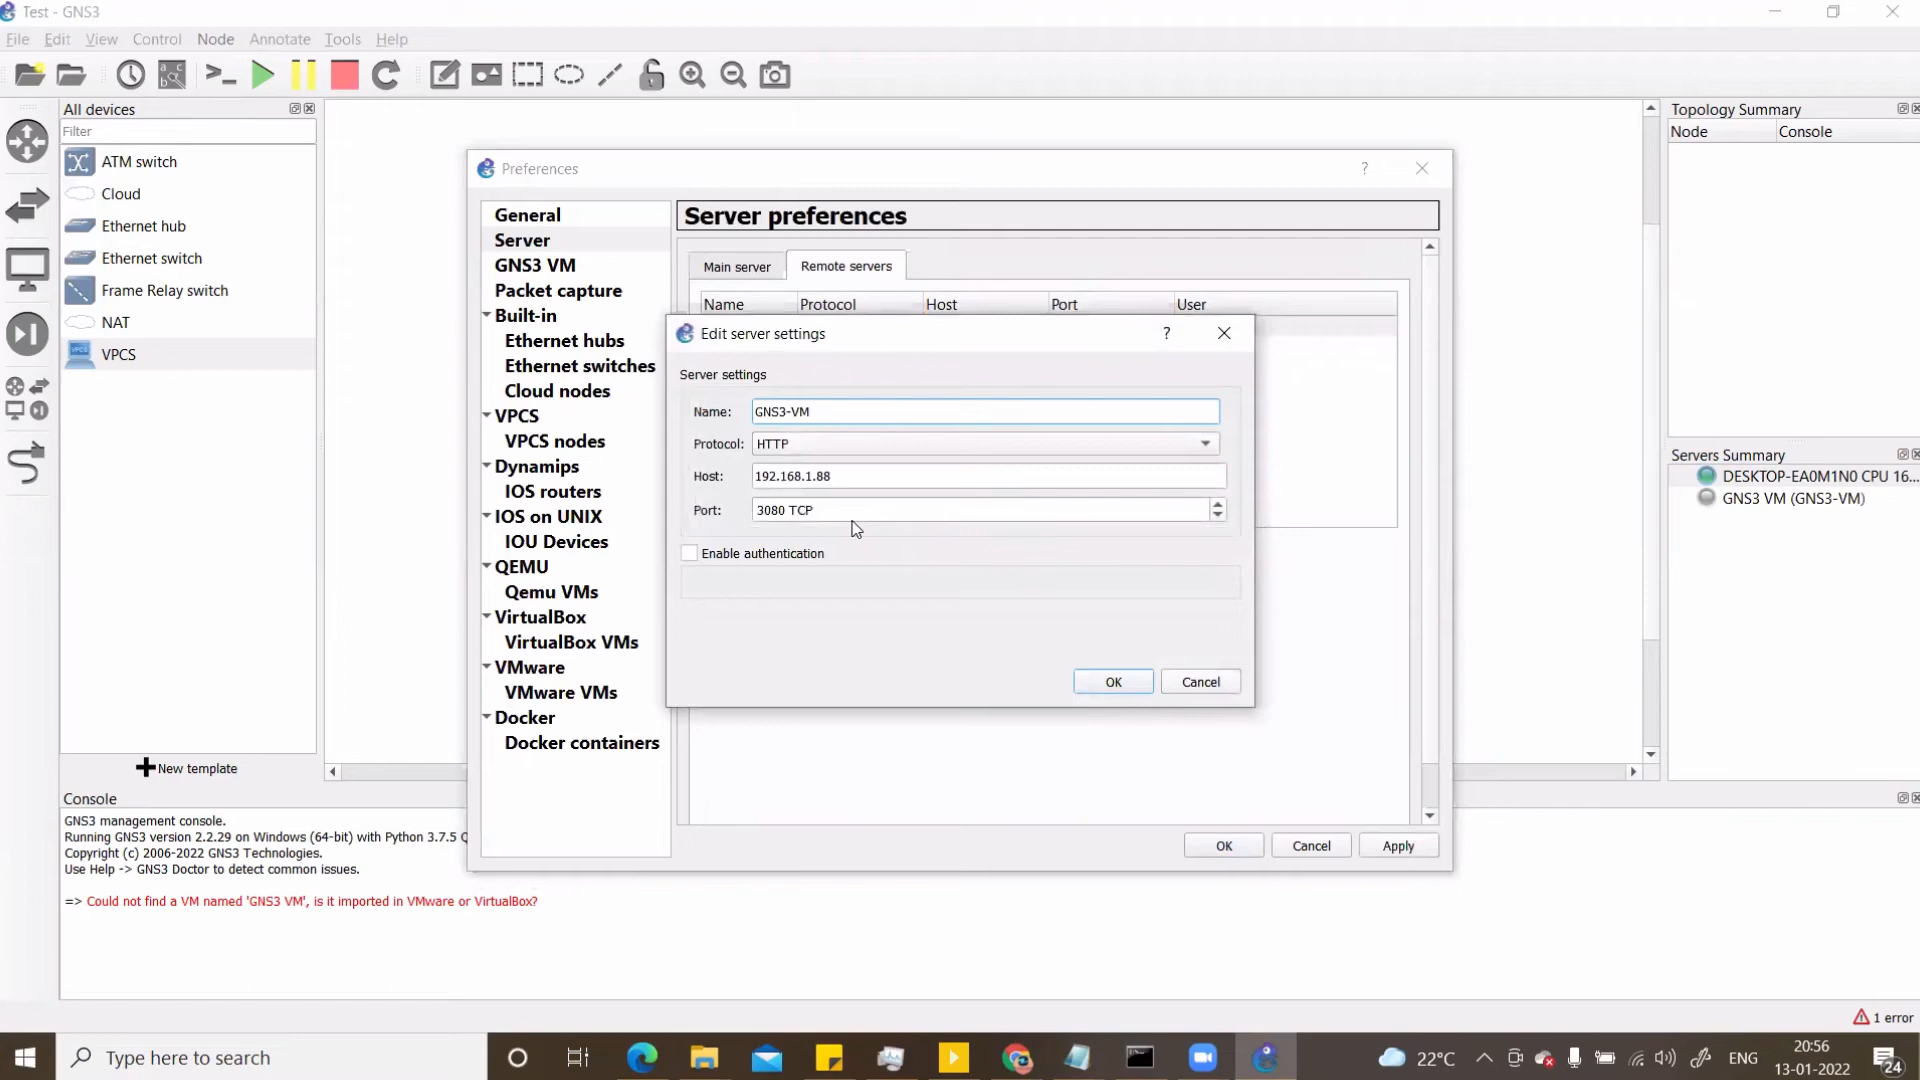 Test - GNS3
File Edit View Control Node Annotate Tools Help
All devices
Filter
ATM switch
Cloud
Ethernet hub
Ethernet switch
Frame Relay switch
NAT
VPCS
New template
Preferences
?
General
Server
GNS3 VM
Packet capture
Built-in
Ethernet hubs
Ethernet switches
Cloud nodes
VPCS
VPCS nodes
Dynamips
IOS routers
IOS on UNIX
IOU Devices
QEMU
Qemu VMs
VirtualBox
VirtualBox VMs
VMware
VMware VMs
Docker
Docker containers
Server preferences
Main server Remote servers
Name Protocol Host Port User
Edit server settings
?
Server settings
Name: GNS3-VM
Protocol: HTTP
Host: 192.168.1.88
Port: 3080 TCP
Enable authentication
OK Cancel
OK Cancel Apply
Topology Summary
Node Console
Servers Summary
DESKTOP-EA0M1N0 CPU 16...
GNS3 VM (GNS3-VM)
Console
GNS3 management console.
Running GNS3 version 2.2.29 on Windows (64-bit) with Python 3.7.5 Q
Copyright (c) 2006-2022 GNS3 Technologies.
Use Help -> GNS3 Doctor to detect common issues.
=> Could not find a VM named 'GNS3 VM', is it imported in VMware or VirtualBox?
1 error
Type here to search
22°C
ENG
20:56
13-01-2022
24